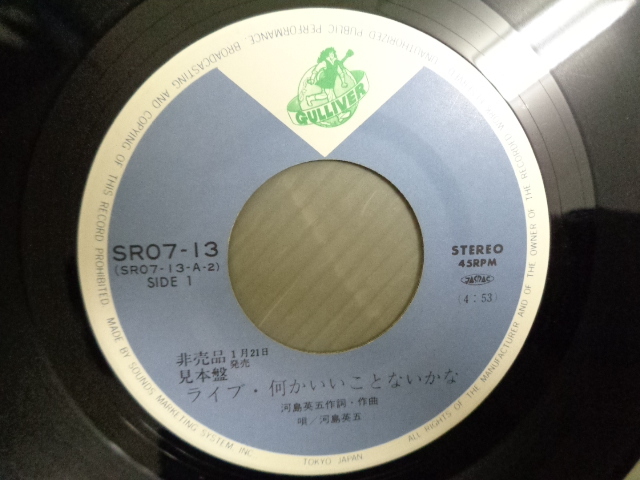 UNAUTHORIZED PUBLIC PERFORMANCE, BROADCASTING AND COPYING OF THIS RECORD PROHIBITED
GULLIVER
SR07-13
(SR07-13-A-2)
SIDE 1
STEREO
45RPM
JASRAC
(4:53)
非売品 1月21日
見本盤 発売
ライブ・何かいいことないかな
河島英五作詞・作曲
唄/河島英五
MADE BY SOUNDS MARKETING SYSTEM, INC. TOKYO JAPAN
ALL RIGHTS OF THE MANUFACTURER AND OF THE OWNER OF THE RECORDED WORK RESERVED